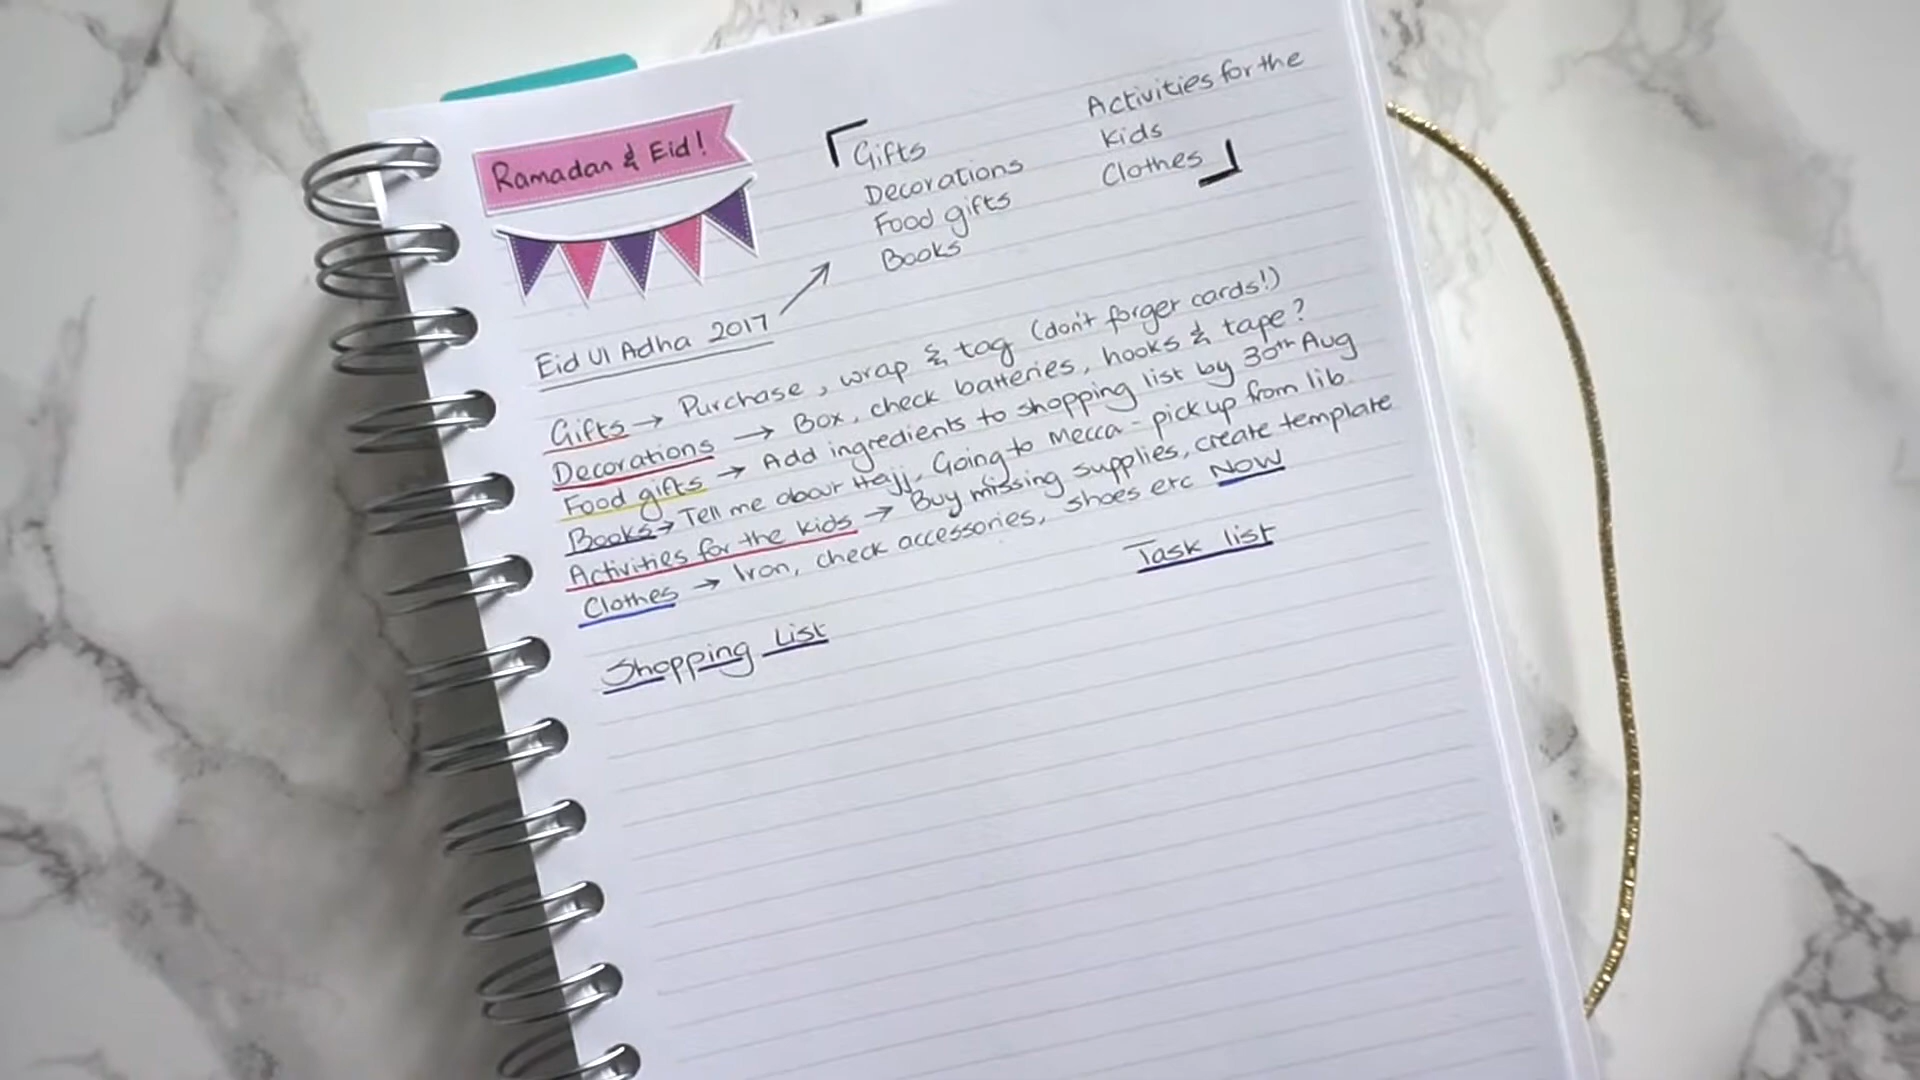 Ramadan & Eid!
Gifts
Decorations
Food gifts
Books
Activities for the
Kids
Clothes
Eid Ul Adha 2017
Gifts → Purchase, wrap & tag (don't forger cards!)
Decorations → Box, check batteries, hooks & tape?
Food gifts → Add ingredients to shopping list by 30th Aug
Books → Tell me about Hajj, Going to Mecca - pick up from lib.
Activities for the kids → Buy missing supplies, create template
Clothes → Iron, check accessories, shoes etc NOW
Task list
Shopping List